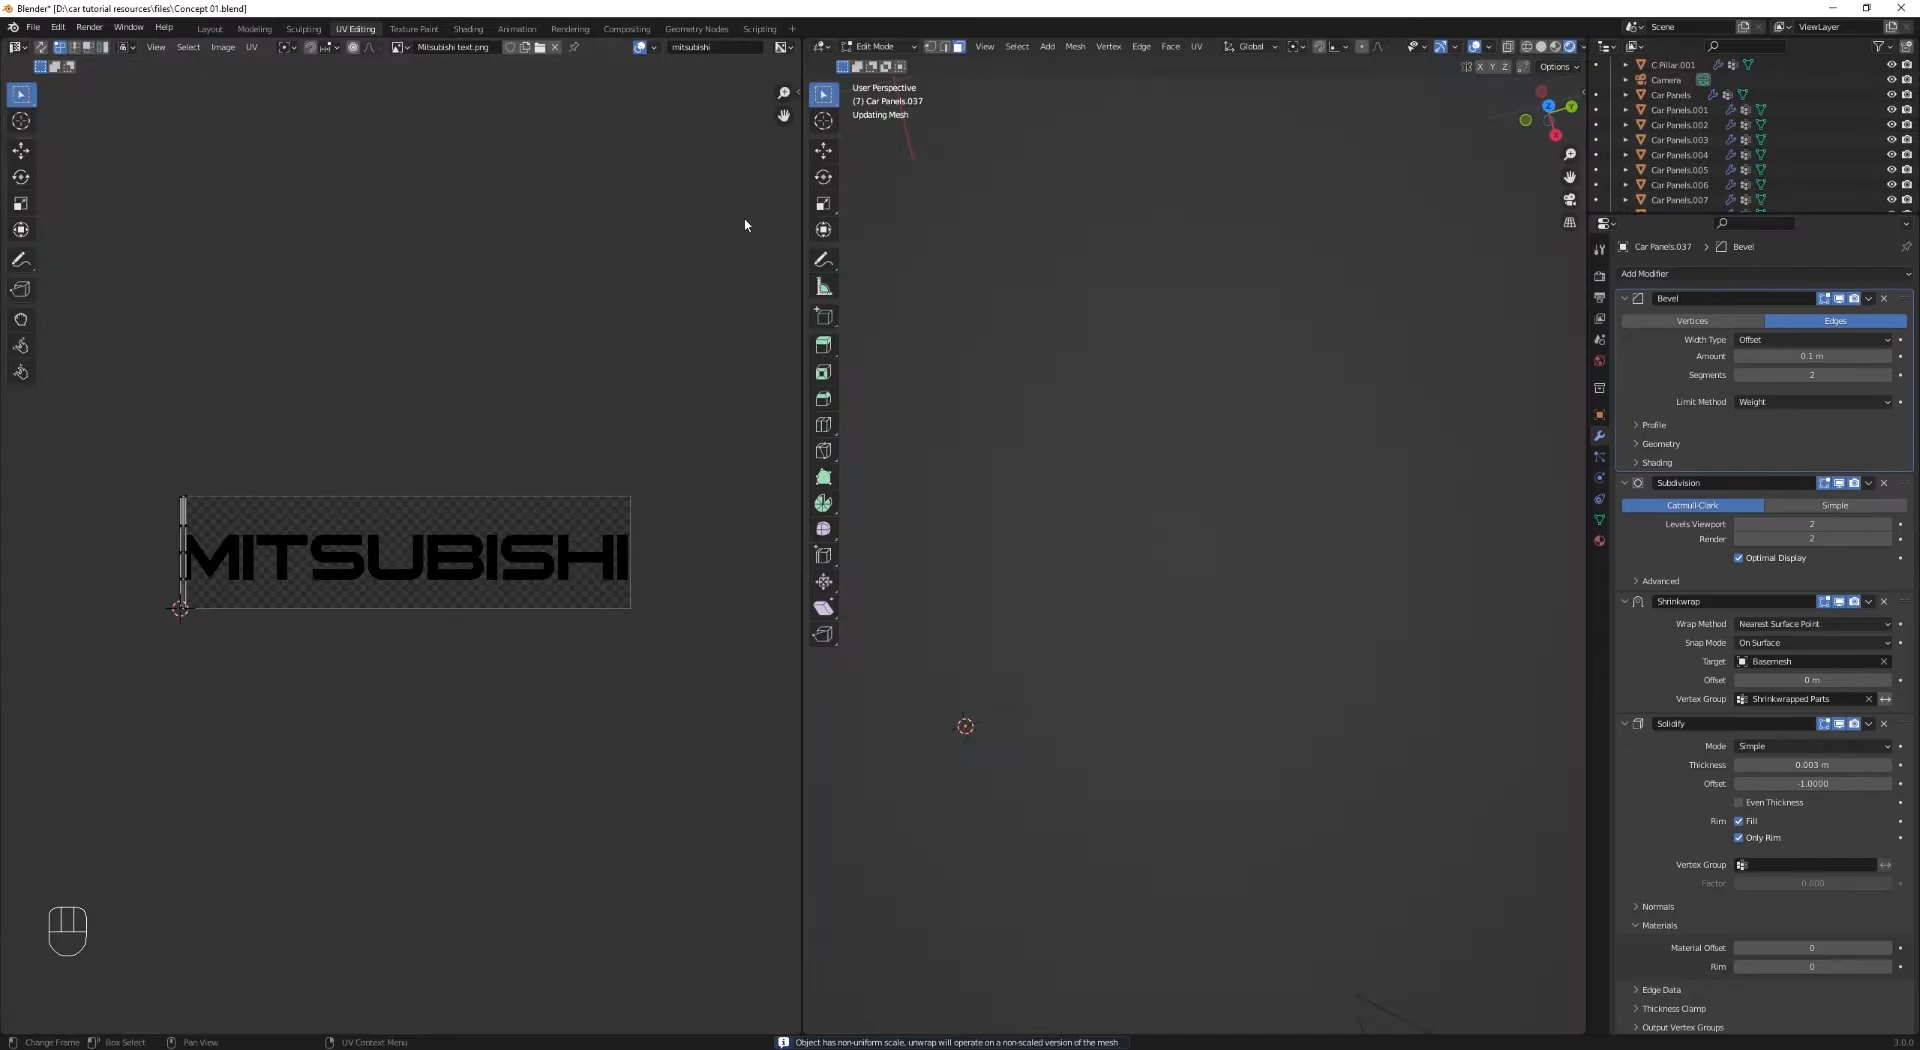 Blender* [D:\car tutorial resources\files\Concept 01.blend]
File Edit Render Window Help
Layout Modeling Sculpting UV Editing Texture Paint Shading Animation Rendering Compositing Geometry Nodes Scripting +
Scene
ViewLayer
View Select Image UV
Mitsubishi text.png
mitsubishi
Edit Mode
View Select Add Mesh Vertex Edge Face UV
Global
X Y Z
Options
User Perspective
(7) Car Panels.037
Updating Mesh
Z
Y
X
C Pillar.001
Camera
Car Panels
Car Panels.001
Car Panels.002
Car Panels.003
Car Panels.004
Car Panels.005
Car Panels.006
Car Panels.007
Car Panels.037 > Bevel
Add Modifier
Bevel
Vertices Edges
Width Type Offset
Amount 0.1 m
Segments 2
Limit Method Weight
Profile
Geometry
Shading
Subdivision
Catmull-Clark Simple
Levels Viewport 2
Render 2
Optimal Display
Advanced
Shrinkwrap
Wrap Method Nearest Surface Point
Snap Mode On Surface
Target Basemesh
Offset 0 m
Vertex Group Shrinkwrapped Parts
Solidify
Mode Simple
Thickness 0.003 m
Offset -1.0000
Even Thickness
Rim Fill
Only Rim
Vertex Group
Factor 0.000
Normals
Materials
Material Offset 0
Rim 0
Edge Data
Thickness Clamp
Output Vertex Groups
MITSUBISHI
Change Frame Box Select Pan View UV Context Menu
Object has non-uniform scale, unwrap will operate on a non-scaled version of the mesh
3.0.0